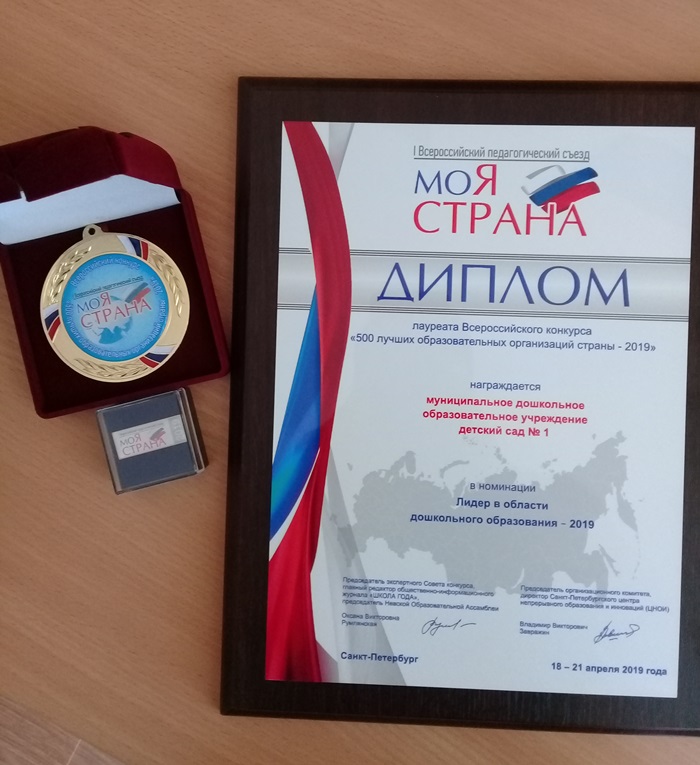 I Всероссийский педагогический съезд
МОЯ
СТРАНА
ДИПЛОМ
лауреата Всероссийского конкурса
«500 лучших образовательных организаций страны - 2019»
награждается
муниципальное дошкольное
образовательное учреждение
детский сад № 1
в номинации
Лидер в области
дошкольного образования - 2019
Председатель экспертного Совета конкурса,
главный редактор общественно-информационного
журнала «ШКОЛА ГОДА»,
председатель Невской Образовательной Ассамблеи
Оксана Викторовна
Председатель организационного комитета,
директор Санкт-Петербургского центра
непрерывного образования и инноваций (ЦНОИ)
Владимир Викторович
Завражин
Санкт-Петербург
18 – 21 апреля 2019 года
МОЯ
СТРАНА
МОЯ
СТРАНА